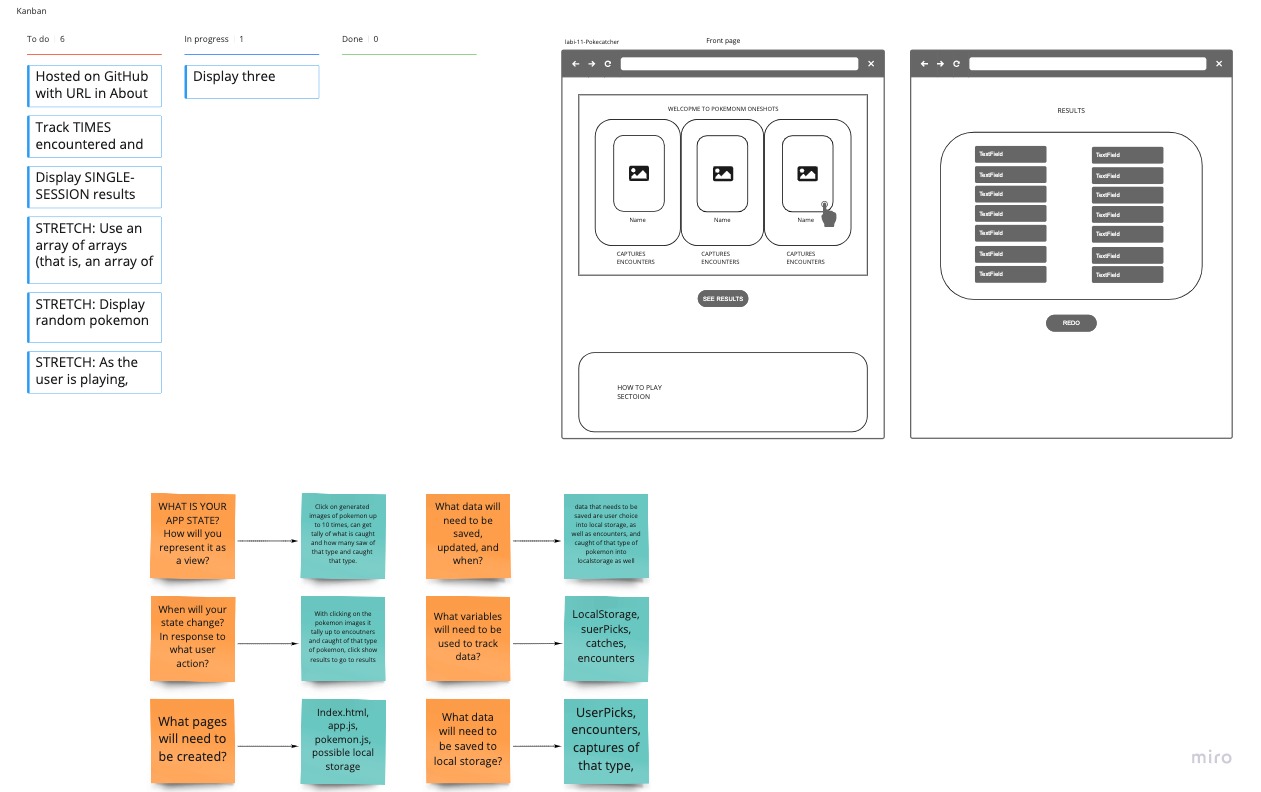 Kanban
To do 6
Hosted on GitHub
with URL in About
Track TIMES
encountered and
Display SINGLE-
SESSION results
STRETCH: Use an
array of arrays
(that is, an array of
STRETCH: Display
random pokemon
STRETCH: As the
user is playing,
In progress 1
Display three
Done 0
labi-11-Pokecatcher
Front page
WELCOPME TO POKEMONM ONESHOTS
Name
Name
Name
CAPTURES
ENCOUNTERS
CAPTURES
ENCOUNTERS
CAPTURES
ENCOUNTERS
SEE RESULTS
HOW TO PLAY
SECTOION
RESULTS
TextField
TextField
TextField
TextField
TextField
TextField
TextField
TextField
TextField
TextField
TextField
TextField
TextField
TextField
REDO
WHAT IS YOUR
APP STATE?
How will you
represent it as
a view?
Click on generated
images of pokemon up
to 10 times, can get
tally of what is caught
and how many saw of
that type and caught
that type.
What data will
need to be
saved,
updated, and
when?
data that needs to be
saved are user choice
into local storage, as
well as encounters, and
caught of that type of
pokemon into
localstorage as well
When will your
state change?
In response to
what user
action?
With clicking on the
pokemon images it
tally up to encoutners
and caught of that type
of pokemon, click show
results to go to results
What variables
will need to be
used to track
data?
LocalStorage,
suerPicks,
catches,
encounters
What pages
will need to
be created?
Index.html,
app.js,
pokemon.js,
possible local
storage
What data
will need to
be saved to
local storage?
UserPicks,
encounters,
captures of
that type,
miro